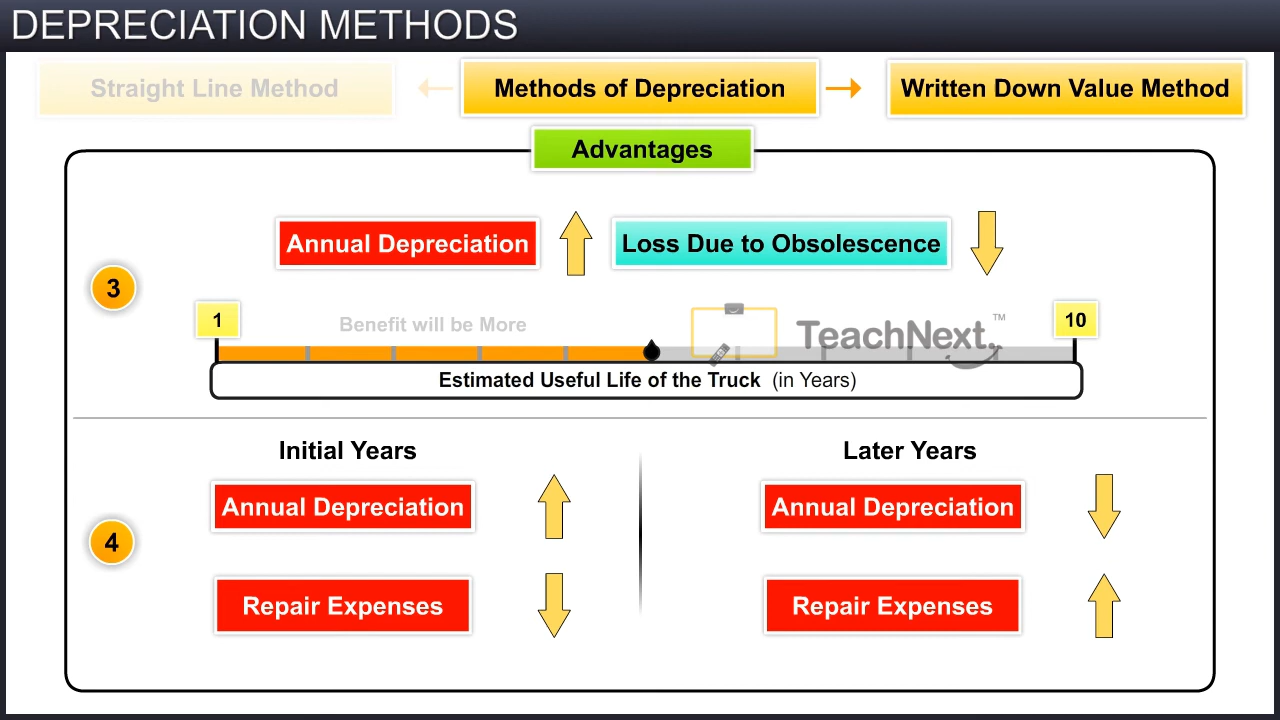 DEPRECIATION METHODS
Straight Line Method
Methods of Depreciation
Written Down Value Method
Advantages
3
Annual Depreciation
Loss Due to Obsolescence
1
Benefit will be More
TeachNext™
10
Estimated Useful Life of the Truck (in Years)
4
Initial Years
Later Years
Annual Depreciation
Annual Depreciation
Repair Expenses
Repair Expenses